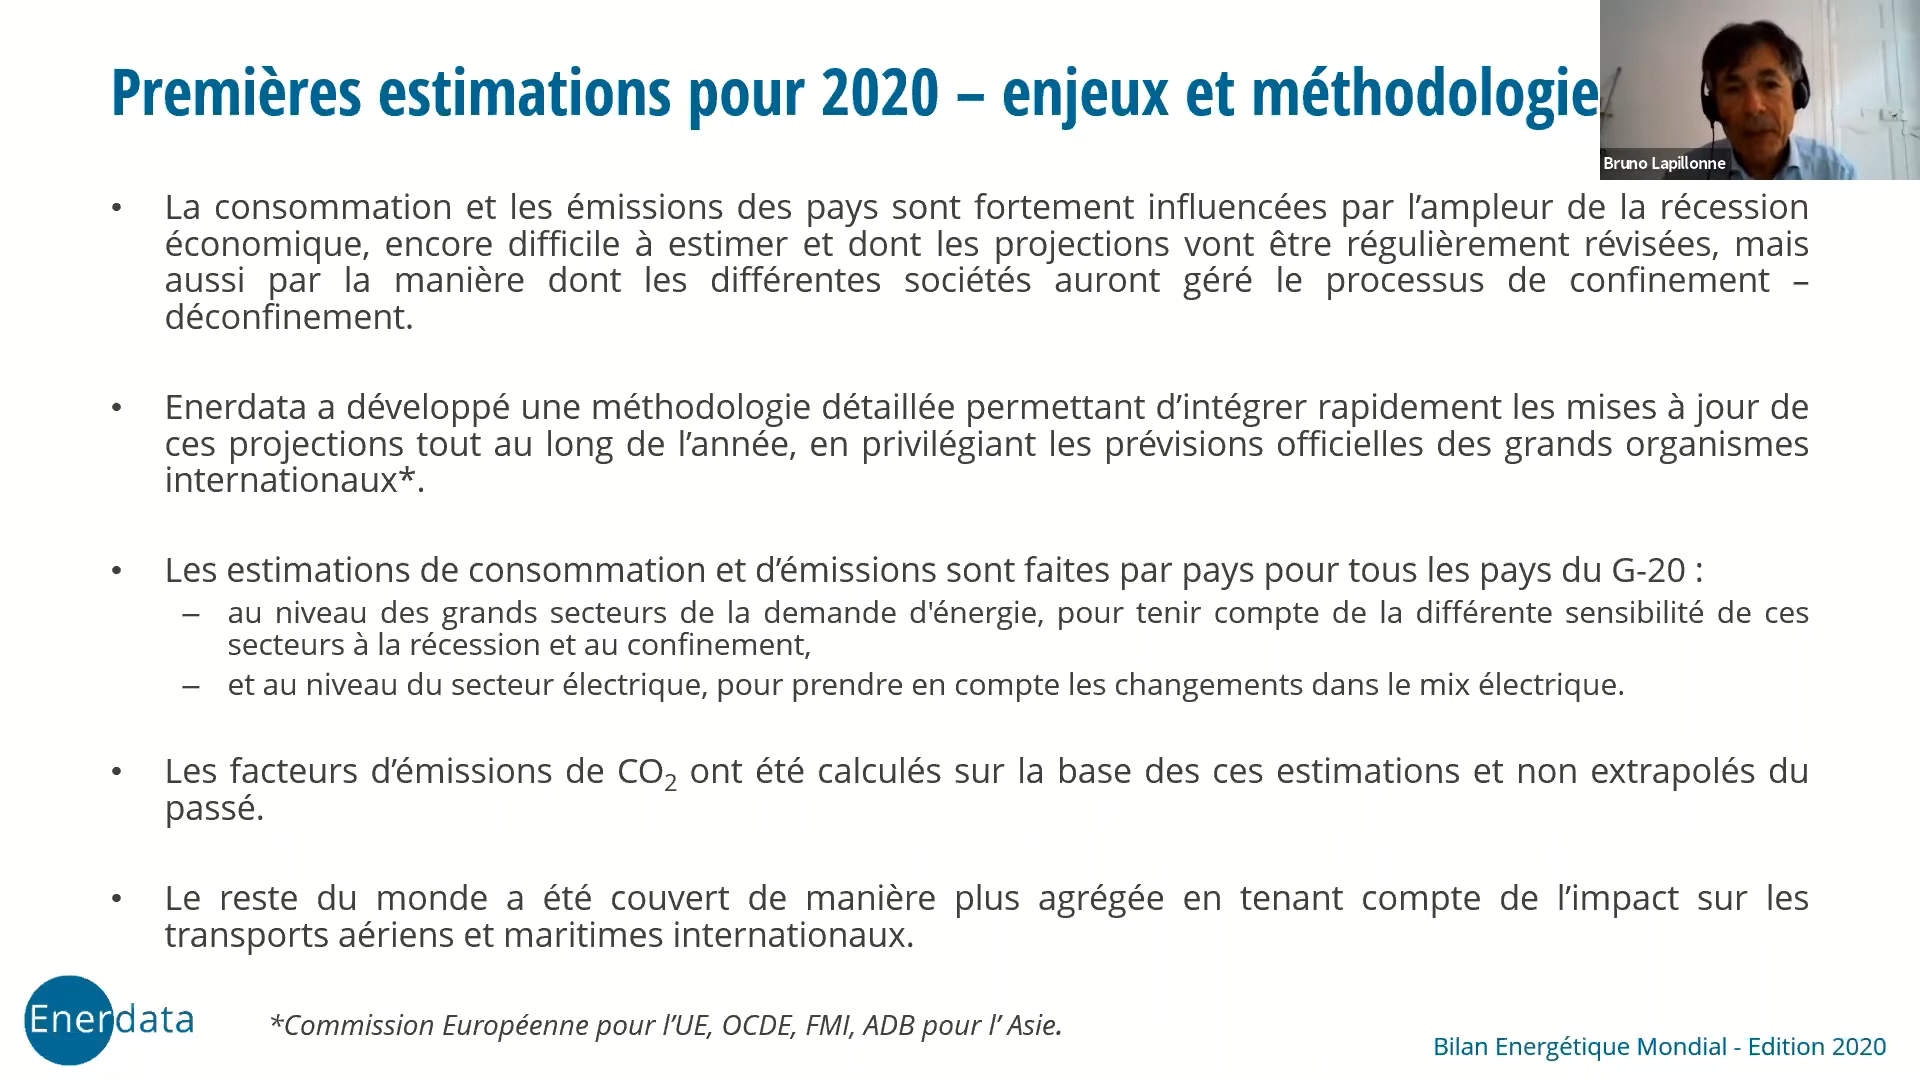 Premières estimations pour 2020 – enjeux et méthodologie
Bruno Lapillonne
• La consommation et les émissions des pays sont fortement influencées par l’ampleur de la récession
économique, encore difficile à estimer et dont les projections vont être régulièrement révisées, mais
aussi par la manière dont les différentes sociétés auront géré le processus de confinement –
déconfinement.
• Enerdata a développé une méthodologie détaillée permettant d’intégrer rapidement les mises à jour de
ces projections tout au long de l’année, en privilégiant les prévisions officielles des grands organismes
internationaux*.
• Les estimations de consommation et d’émissions sont faites par pays pour tous les pays du G-20 :
– au niveau des grands secteurs de la demande d'énergie, pour tenir compte de la différente sensibilité de ces
secteurs à la récession et au confinement,
– et au niveau du secteur électrique, pour prendre en compte les changements dans le mix électrique.
• Les facteurs d’émissions de CO₂ ont été calculés sur la base des ces estimations et non extrapolés du
passé.
• Le reste du monde a été couvert de manière plus agrégée en tenant compte de l’impact sur les
transports aériens et maritimes internationaux.
Enerdata
*Commission Européenne pour l’UE, OCDE, FMI, ADB pour l’ Asie.
Bilan Energétique Mondial - Edition 2020